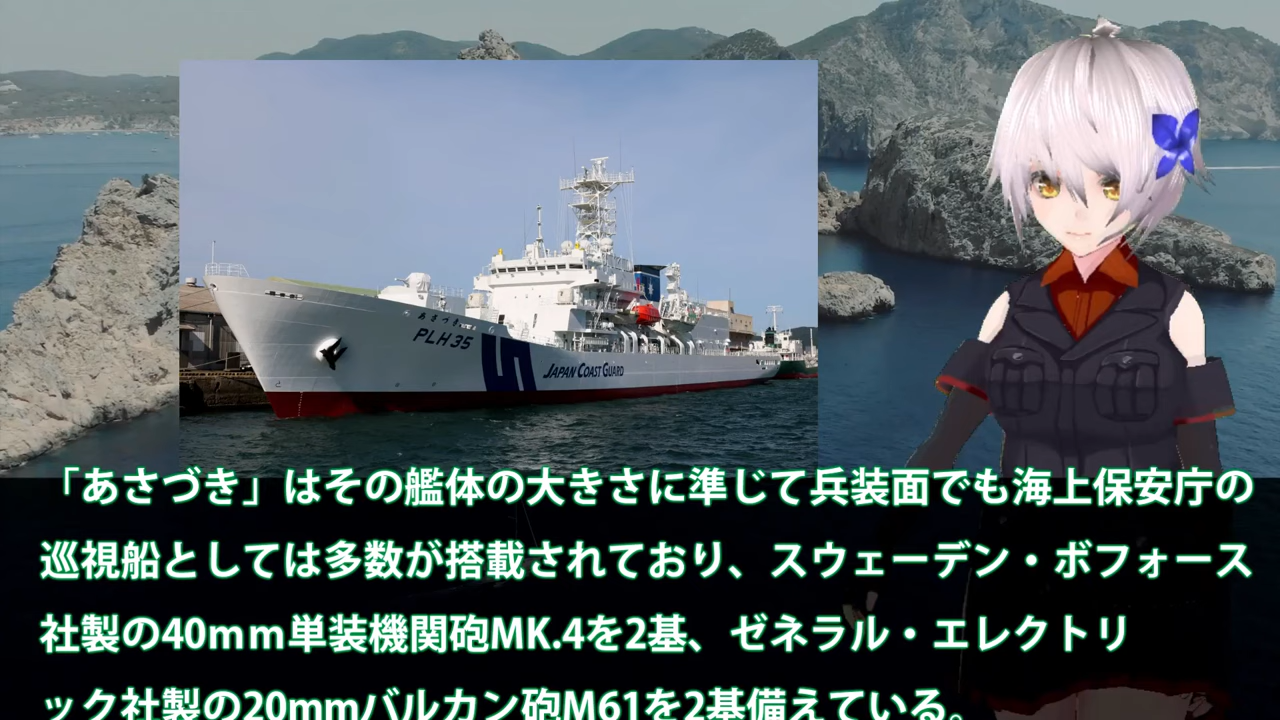 あさづき
PLH35
JAPAN COAST GUARD
「あさづき」はその艦体の大きさに準じて兵装面でも海上保安庁の
巡視船としては多数が搭載されており、スウェーデン・ボフォース
社製の40mm単装機関砲MK.4を2基、ゼネラル・エレクトリ
ック社製の20mmバルカン砲M61を2基備えている。